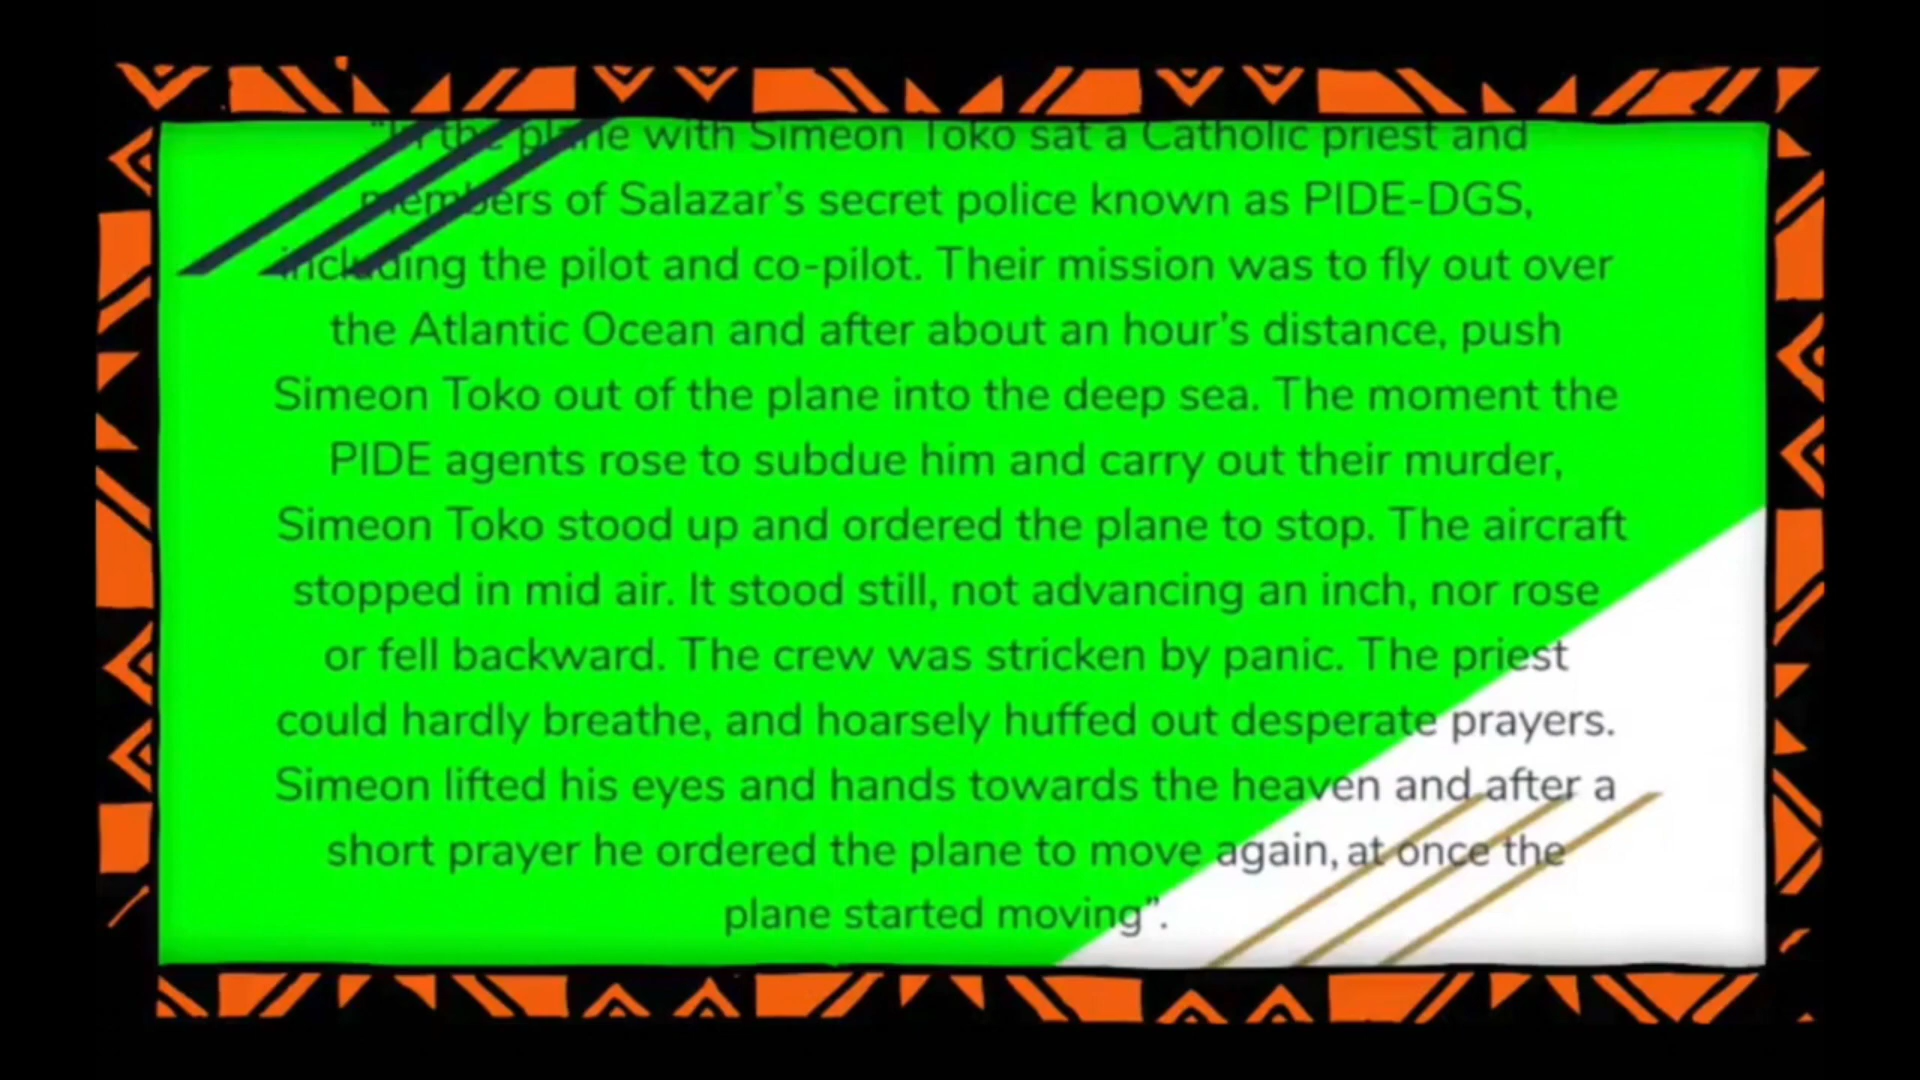 “In the plane with Simeon Toko sat a Catholic priest and
members of Salazar’s secret police known as PIDE-DGS,
including the pilot and co-pilot. Their mission was to fly out over
the Atlantic Ocean and after about an hour’s distance, push
Simeon Toko out of the plane into the deep sea. The moment the
PIDE agents rose to subdue him and carry out their murder,
Simeon Toko stood up and ordered the plane to stop. The aircraft
stopped in mid air. It stood still, not advancing an inch, nor rose
or fell backward. The crew was stricken by panic. The priest
could hardly breathe, and hoarsely huffed out desperate prayers.
Simeon lifted his eyes and hands towards the heaven and after a
short prayer he ordered the plane to move again, at once the
plane started moving”.